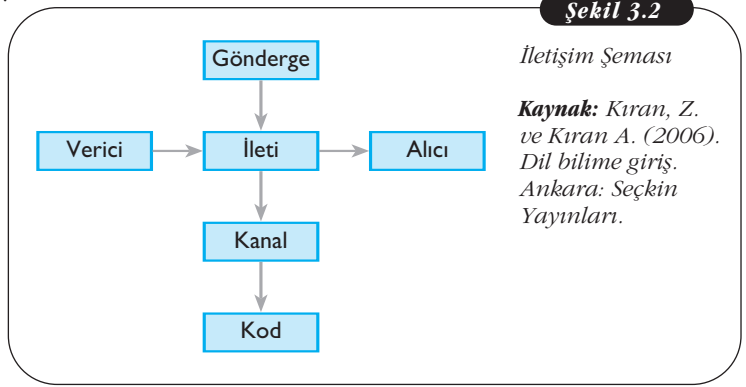 Şekil 3.2
Gönderge
Verici
İleti
Alıcı
Kanal
Kod
İletişim Şeması
Kaynak: Kıran, Z.
ve Kıran A. (2006).
Dil bilime giriş.
Ankara: Seçkin
Yayınları.